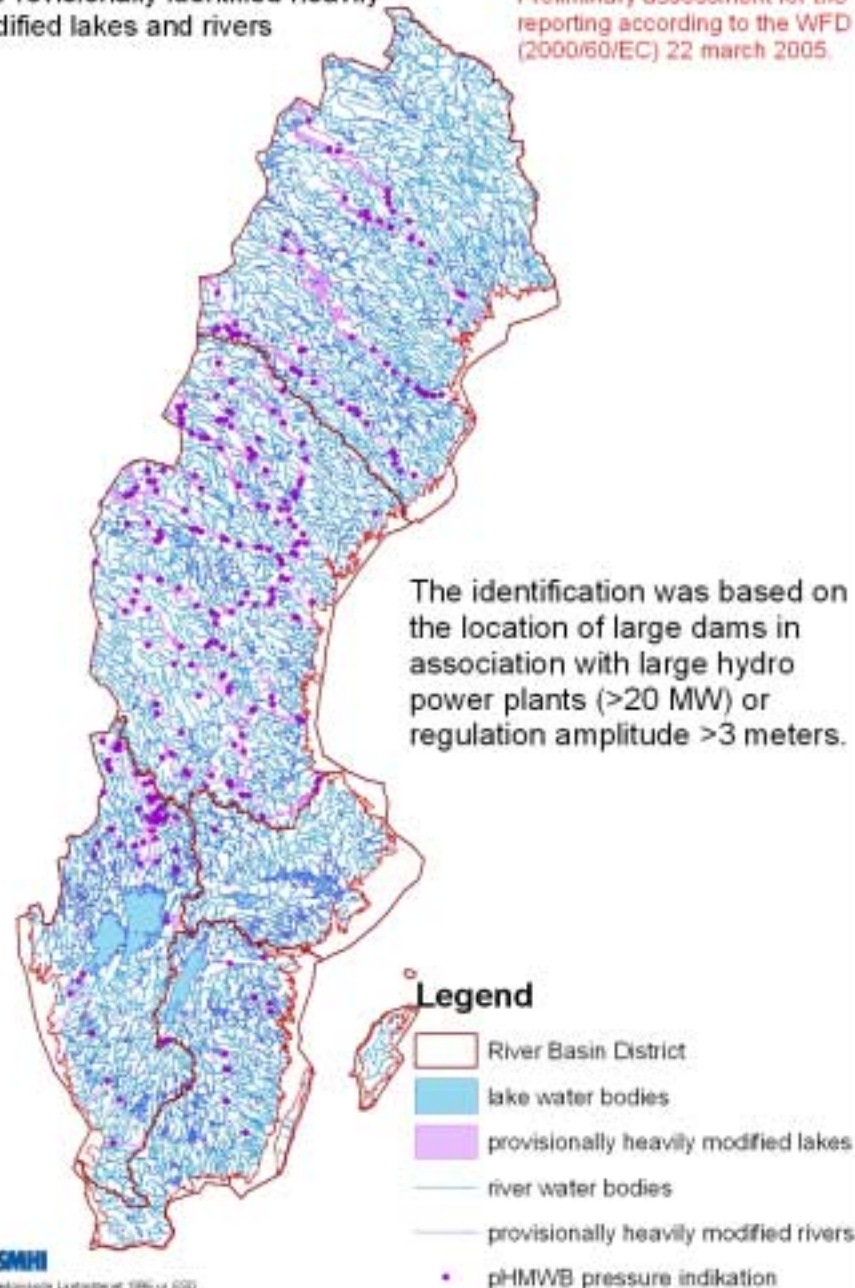 dified lakes and rivers
reporting according to the WFD
(2000/60/EC) 22 march 2005.
The identification was based on
the location of large dams in
association with large hydro
power plants (>20 MW) or
regulation amplitude >3 meters.
Legend
River Basin District
lake water bodies
provisionally heavily modified lakes
river water bodies
provisionally heavily modified rivers
pHMWB pressure indikation
SMHI